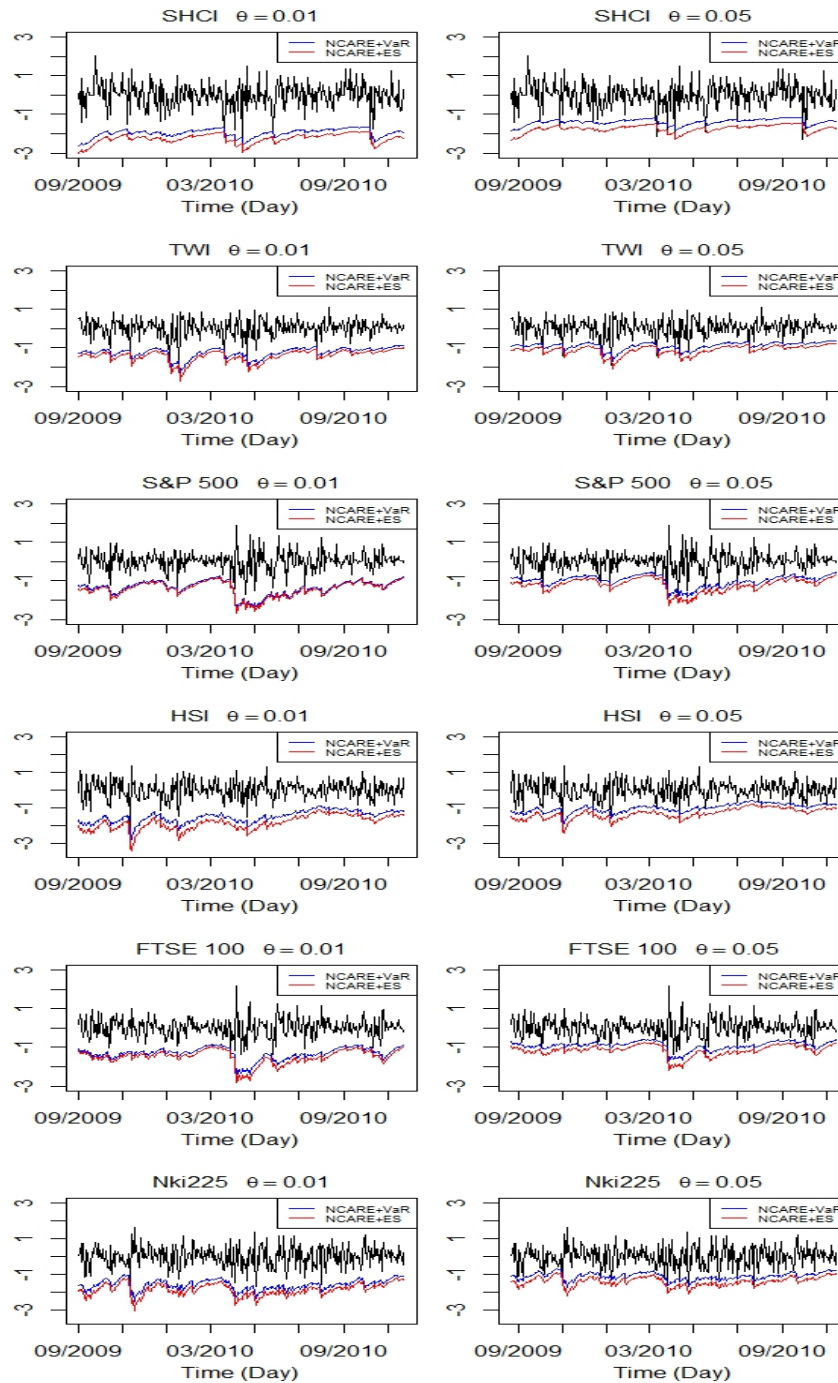 SHCI θ = 0.01
SHCI θ = 0.05
3
1
-1
-3
NCARE+VaR
NCARE+ES
3
1
-1
-3
NCARE+VaR
NCARE+ES
09/2009 03/2010 09/2010
Time (Day)
09/2009 03/2010 09/2010
Time (Day)
TWI θ = 0.01
TWI θ = 0.05
3
1
-1
-3
NCARE+VaR
NCARE+ES
3
1
-1
-3
NCARE+VaR
NCARE+ES
09/2009 03/2010 09/2010
Time (Day)
09/2009 03/2010 09/2010
Time (Day)
S&P 500 θ = 0.01
S&P 500 θ = 0.05
3
1
-1
-3
NCARE+VaR
NCARE+ES
3
1
-1
-3
NCARE+VaR
NCARE+ES
09/2009 03/2010 09/2010
Time (Day)
09/2009 03/2010 09/2010
Time (Day)
HSI θ = 0.01
HSI θ = 0.05
3
1
-1
-3
NCARE+VaR
NCARE+ES
3
1
-1
-3
NCARE+VaR
NCARE+ES
09/2009 03/2010 09/2010
Time (Day)
09/2009 03/2010 09/2010
Time (Day)
FTSE 100 θ = 0.01
FTSE 100 θ = 0.05
3
1
-1
-3
NCARE+VaR
NCARE+ES
3
1
-1
-3
NCARE+VaR
NCARE+ES
09/2009 03/2010 09/2010
Time (Day)
09/2009 03/2010 09/2010
Time (Day)
Nki225 θ = 0.01
Nki225 θ = 0.05
3
1
-1
-3
NCARE+VaR
NCARE+ES
3
1
-1
-3
NCARE+VaR
NCARE+ES
09/2009 03/2010 09/2010
Time (Day)
09/2009 03/2010 09/2010
Time (Day)